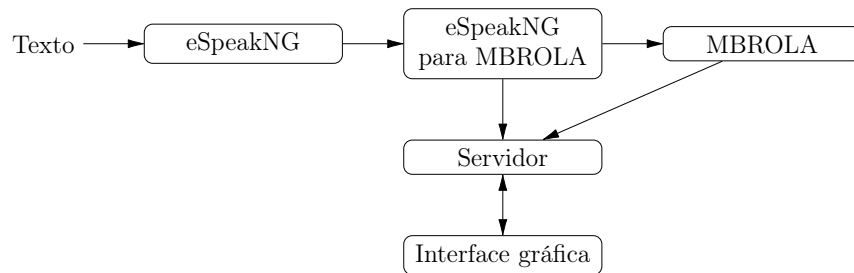 Texto
eSpeakNG
eSpeakNG
para MBROLA
MBROLA
Servidor
Interface gráfica